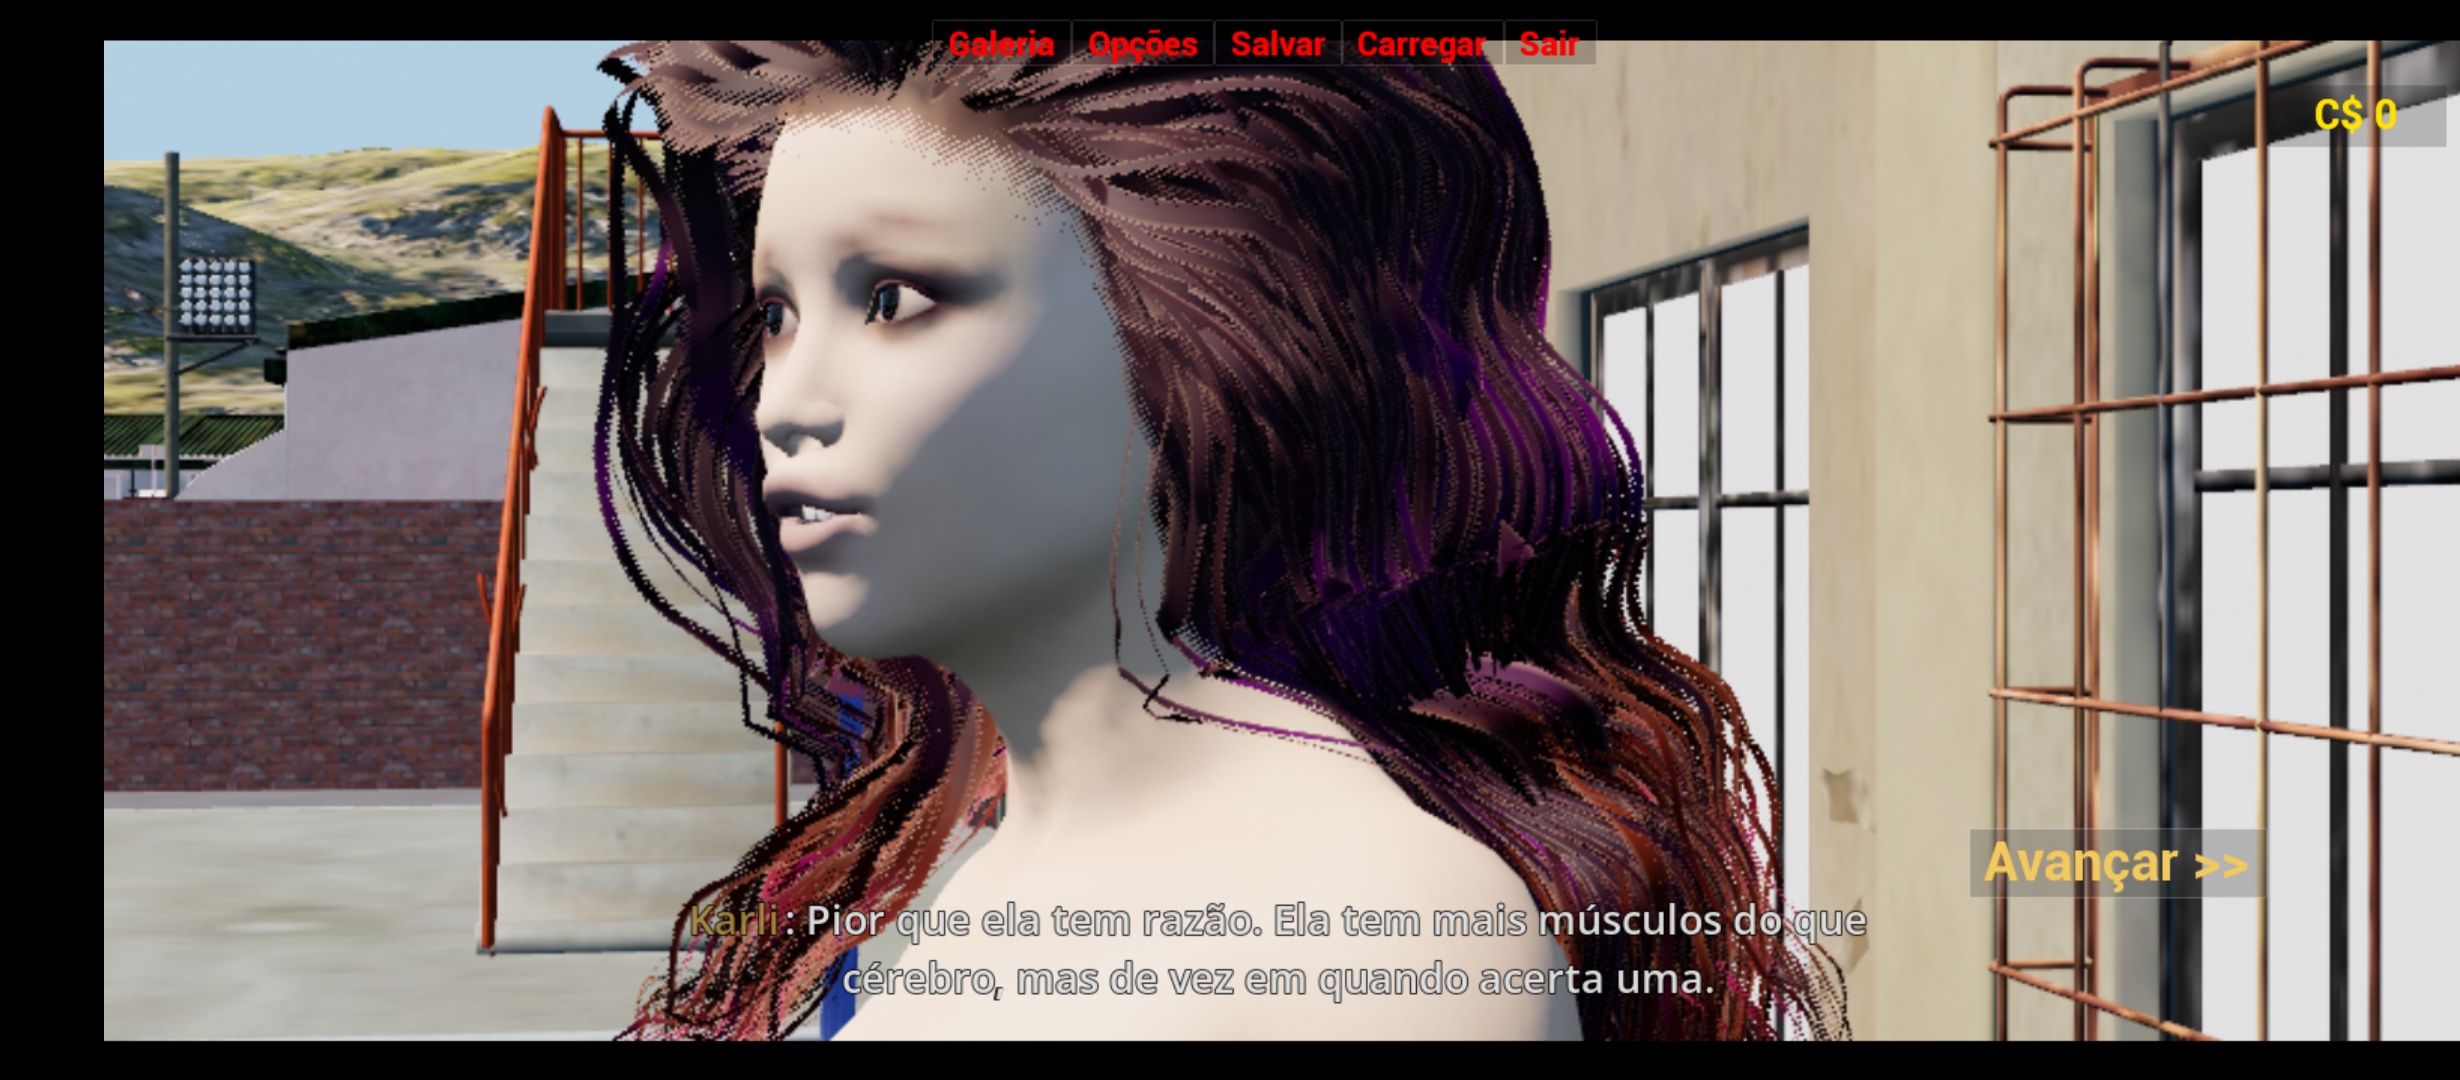 Galeria Opções Salvar Carregar Sair
C$ 0
Avançar >>
Karli: Pior que ela tem razão. Ela tem mais músculos do que
cérebro, mas de vez em quando acerta uma.